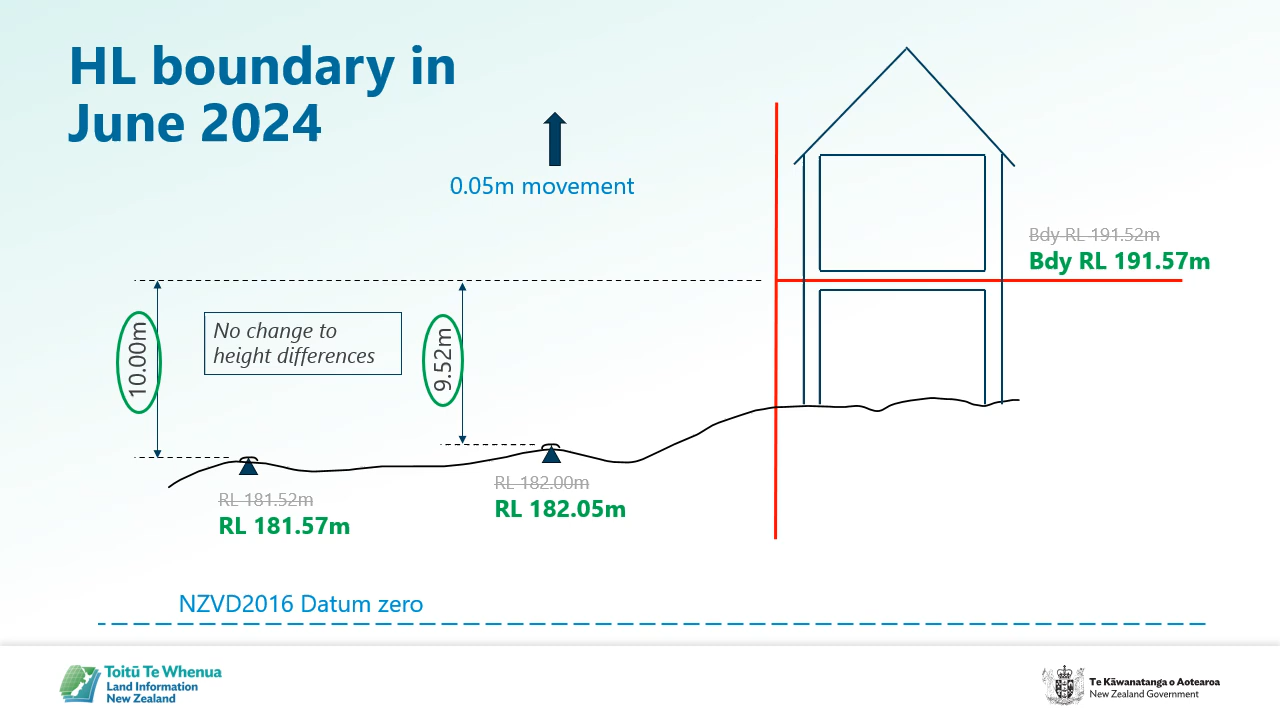 HL boundary in
June 2024
0.05m movement
Bdy RL 191.52m
Bdy RL 191.57m
No change to
height differences
10.00m
9.52m
RL 182.00m
RL 182.05m
RL 181.52m
RL 181.57m
NZVD2016 Datum zero
Toitū Te Whenua
Land Information
New Zealand
Te Kāwanatanga o Aotearoa
New Zealand Government